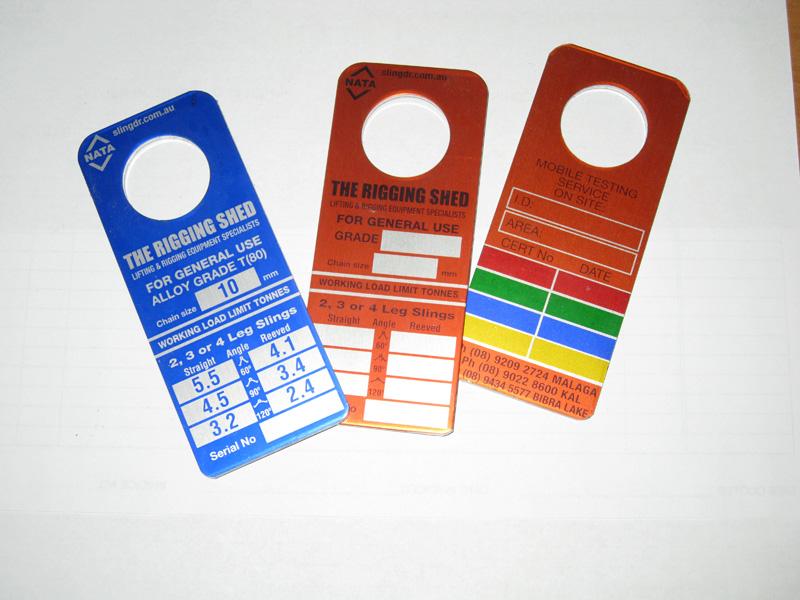 NATA
slingdr.com.au
THE RIGGING SHED
LIFTING & RIGGING EQUIPMENT SPECIALISTS
FOR GENERAL USE
ALLOY GRADE T(80)
Chain size 10 mm
WORKING LOAD LIMIT TONNES
2, 3 or 4 Leg Slings
Straight Angle Reeved
5.5 60° 4.1
4.5 90° 3.4
3.2 120° 2.4
Serial No
NATA
slingdr.com.au
THE RIGGING SHED
LIFTING & RIGGING EQUIPMENT SPECIALISTS
FOR GENERAL USE
GRADE
Chain size mm
WORKING LOAD LIMIT TONNES
2, 3 or 4 Leg Slings
Straight Angle Reeved
60°
90°
120°
No
MOBILE TESTING
SERVICE
ON SITE.
I.D:
AREA:
CERT No DATE
(08) 9209 2724 MALAGA
Ph (08) 9022 8600 KAL
(08) 9434 5577 BIBRA LAKE